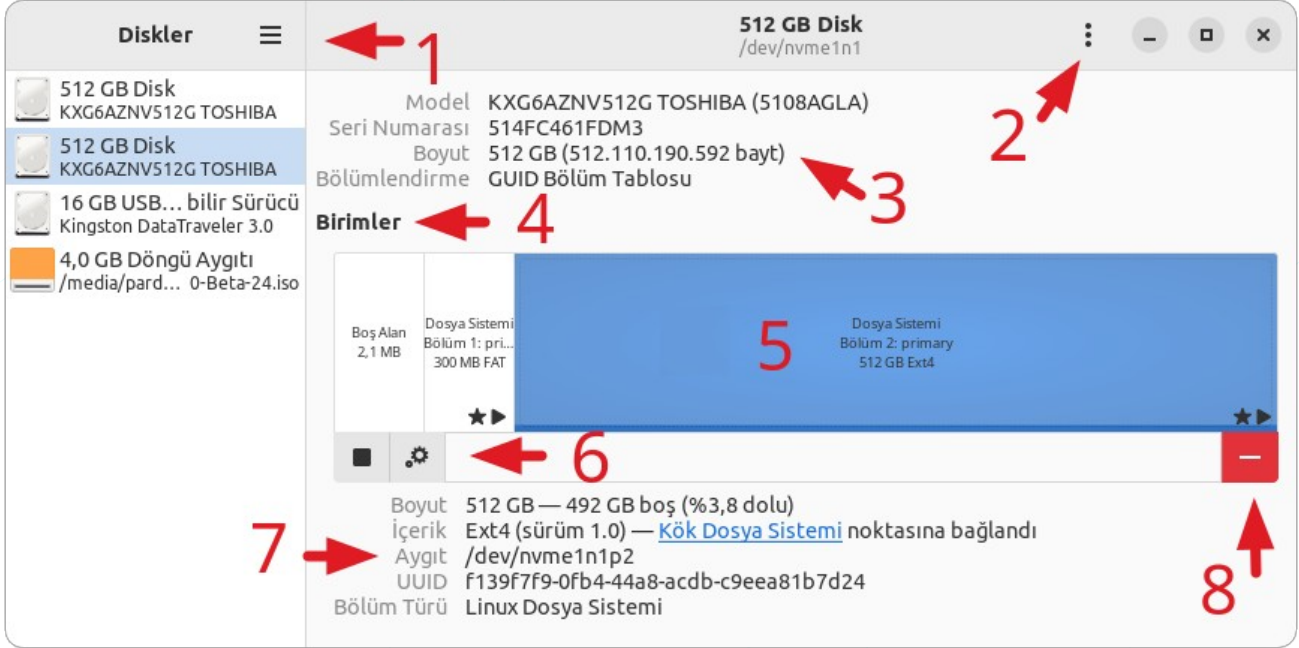 Diskler
512 GB Disk
/dev/nvme1n1
1
2
512 GB Disk
KXG6AZNV512G TOSHIBA
512 GB Disk
KXG6AZNV512G TOSHIBA
16 GB USB... bilir Sürücü
Kingston DataTraveler 3.0
4,0 GB Döngü Aygıtı
/media/pard... 0-Beta-24.iso
Model KXG6AZNV512G TOSHIBA (5108AGLA)
Seri Numarası 514FC461FDM3
Boyut 512 GB (512.110.190.592 bayt)
Bölümlendirme GUID Bölüm Tablosu
3
Birimler
4
Boş Alan
2,1 MB
Dosya Sistemi
Bölüm 1: pri...
300 MB FAT
5
Dosya Sistemi
Bölüm 2: primary
512 GB Ext4
6
Boyut 512 GB — 492 GB boş (%3,8 dolu)
İçerik Ext4 (sürüm 1.0) — Kök Dosya Sistemi noktasına bağlandı
Aygıt /dev/nvme1n1p2
UUID f139f7f9-0fb4-44a8-acdb-c9eea81b7d24
Bölüm Türü Linux Dosya Sistemi
7
8